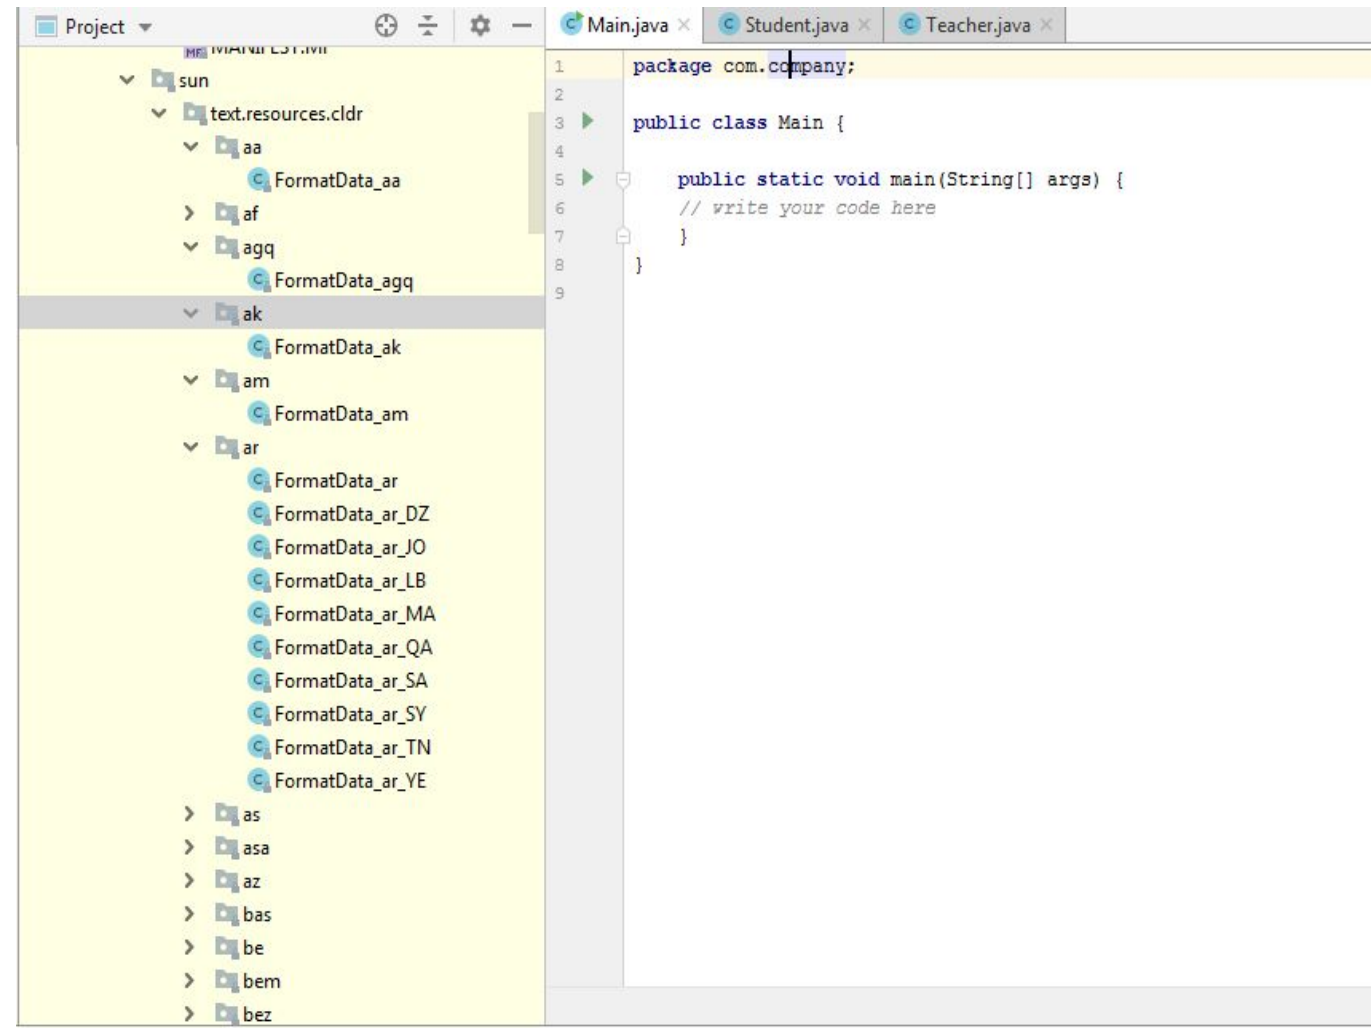 Project
MANIFEST.MF
sun
text.resources.cldr
aa
FormatData_aa
af
agq
FormatData_agq
ak
FormatData_ak
am
FormatData_am
ar
FormatData_ar
FormatData_ar_DZ
FormatData_ar_JO
FormatData_ar_LB
FormatData_ar_MA
FormatData_ar_QA
FormatData_ar_SA
FormatData_ar_SY
FormatData_ar_TN
FormatData_ar_YE
as
asa
az
bas
be
bem
bez
Main.java Student.java Teacher.java
1 package com.company;
2
3 public class Main {
4
5 public static void main(String[] args) {
6 // write your code here
7 }
8 }
9